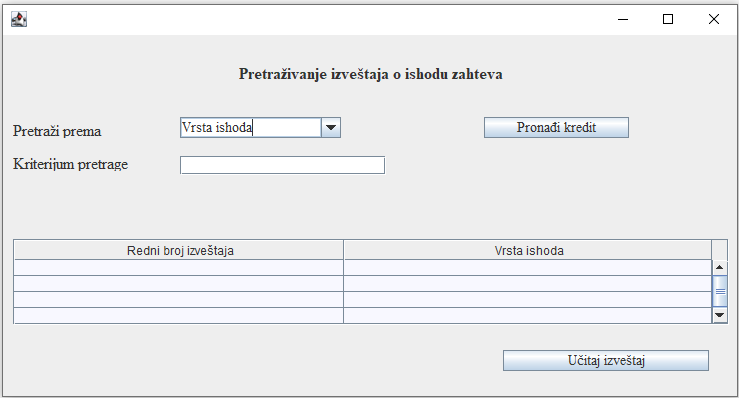 Pretraživanje izveštaja o ishodu zahteva
Pretraži prema
Vrsta ishoda
Pronađi kredit
Kriterijum pretrage
Redni broj izveštaja
Vrsta ishoda
Učitaj izveštaj